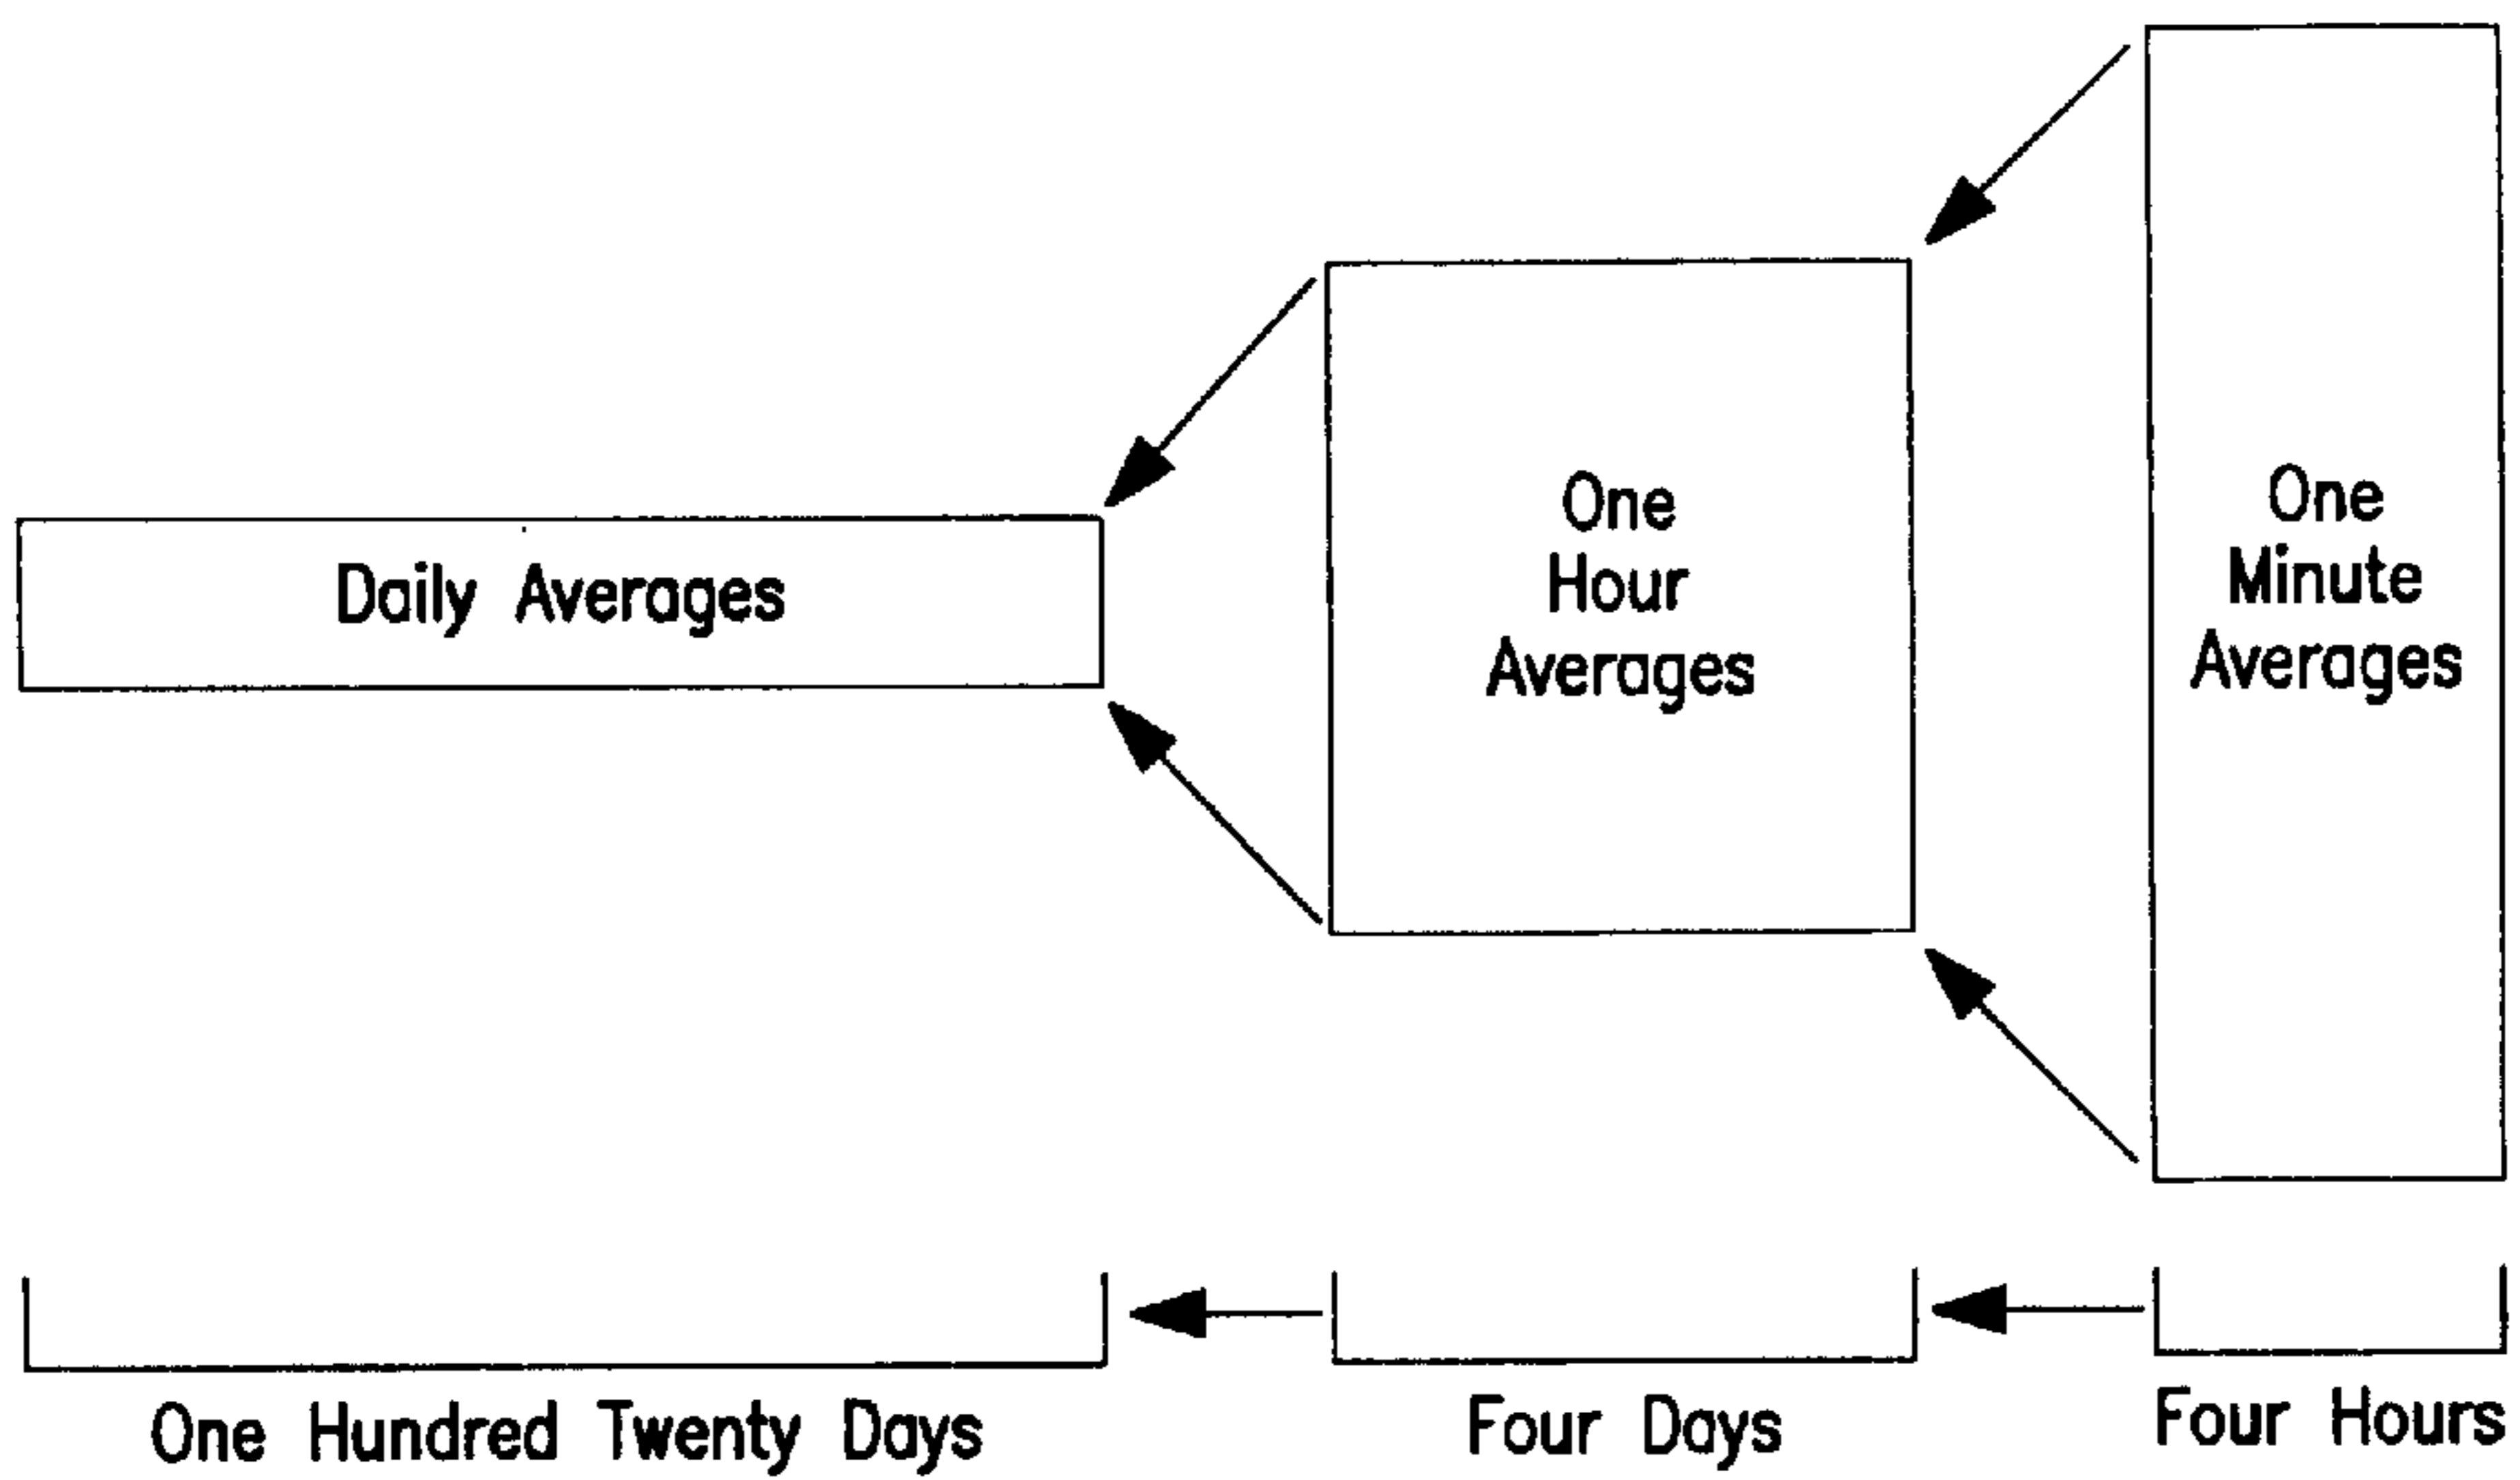 Daily Averages
One
Hour
Averages
One
Minute
Averages
One Hundred Twenty Days
Four Days
Four Hours